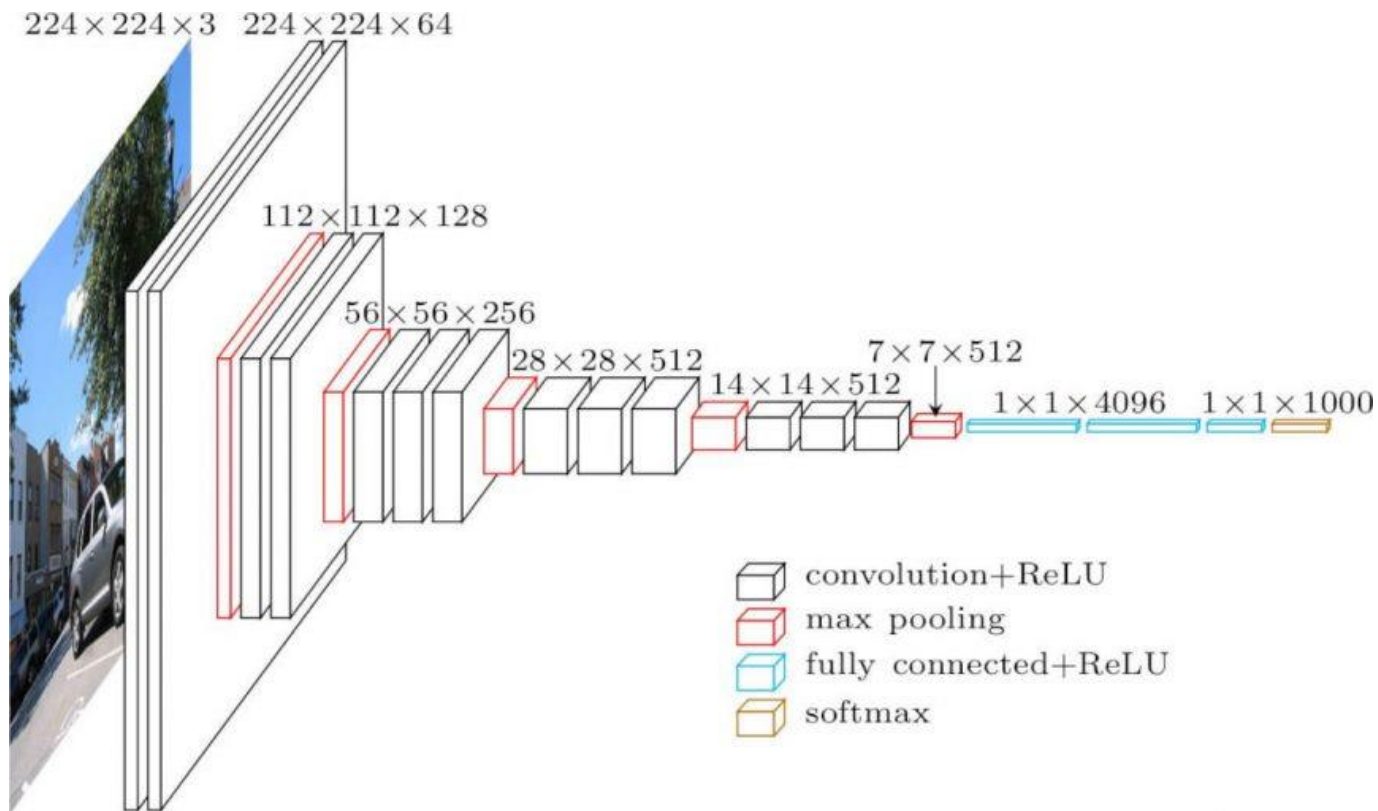 224×224×3
224×224×64
112×112×128
56×56×256
28×28×512
14×14×512
7×7×512
1×1×4096
1×1×1000
convolution+ReLU
max pooling
fully connected+ReLU
softmax